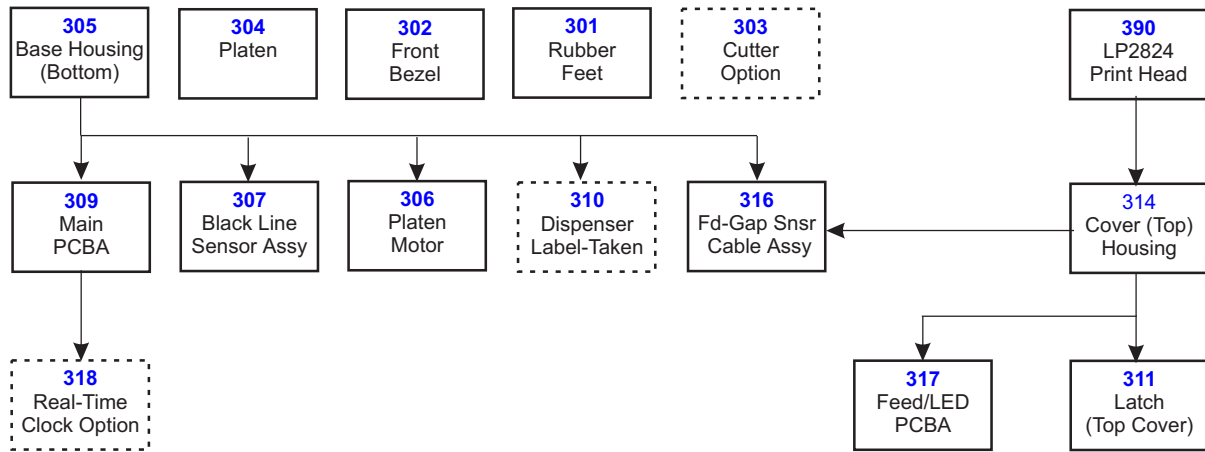 305
Base Housing
(Bottom)
304
Platen
302
Front
Bezel
301
Rubber
Feet
303
Cutter
Option
390
LP2824
Print Head
309
Main
PCBA
307
Black Line
Sensor Assy
306
Platen
Motor
310
Dispenser
Label-Taken
316
Fd-Gap Snsr
Cable Assy
314
Cover (Top)
Housing
318
Real-Time
Clock Option
317
Feed/LED
PCBA
311
Latch
(Top Cover)